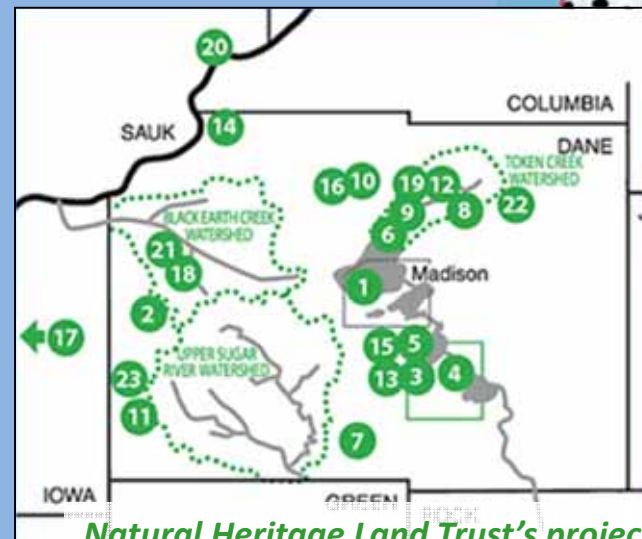 20
COLUMBIA
SAUK
14
DANE
TOKEN CREEK
WATERSHED
16 10 19 12
9 8 22
BLACK EARTH CREEK
WATERSHED
6
21
18
1
Madison
2
17
15 5
UPPER SUGAR
RIVER WATERSHED
23
13 3 4
11
7
IOWA
GREEN
ROCK
Natural Heritage Land Trust's project